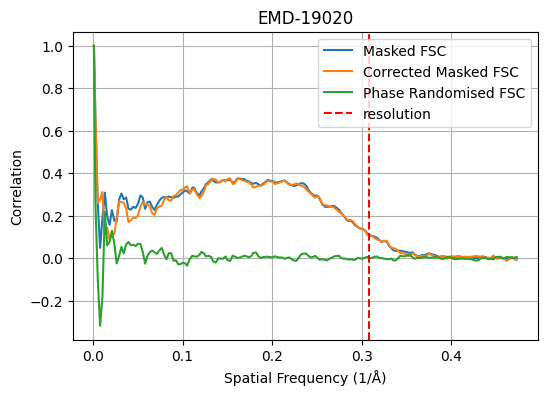 EMD-19020
Masked FSC
Corrected Masked FSC
Phase Randomised FSC
resolution
Correlation
1.0
0.8
0.6
0.4
0.2
0.0
−0.2
0.0 0.1 0.2 0.3 0.4
Spatial Frequency (1/Å)